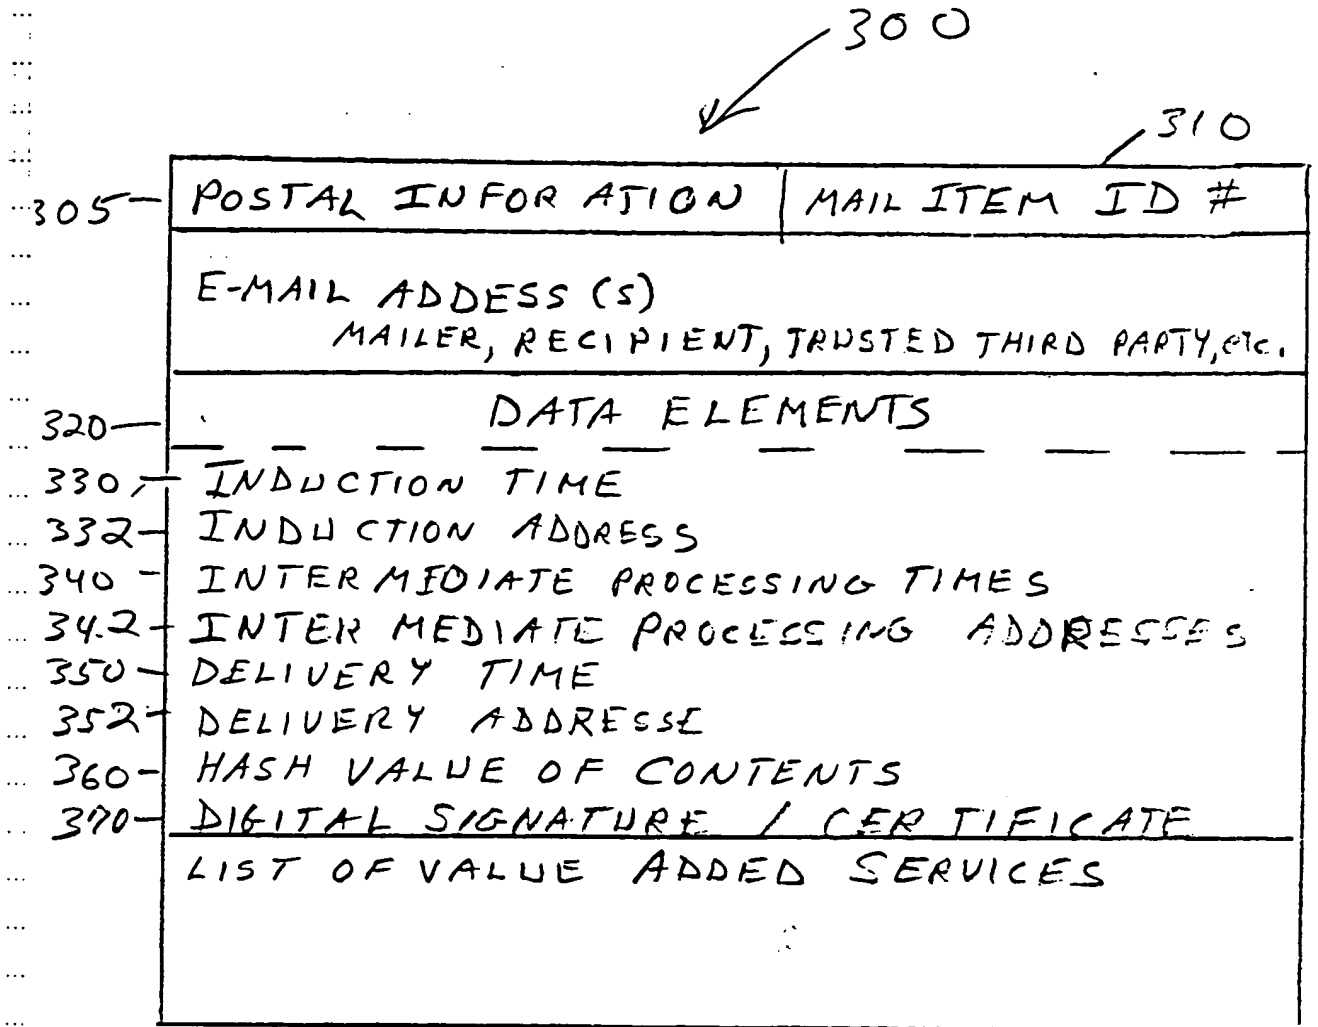 300
310
305 POSTAL INFOR ATION | MAIL ITEM ID #
E-MAIL ADDESS (S)
MAILER, RECIPIENT, TRUSTED THIRD PARTY, etc.
320 DATA ELEMENTS
330 INDUCTION TIME
332 INDUCTION ADDRESS
340 INTERMEDIATE PROCESSING TIMES
342 INTERMEDIATE PROCESSING ADDRESSES
350 DELIVERY TIME
352 DELIVERY ADDRESSE
360 HASH VALUE OF CONTENTS
370 DIGITAL SIGNATURE / CERTIFICATE
LIST OF VALUE ADDED SERVICES